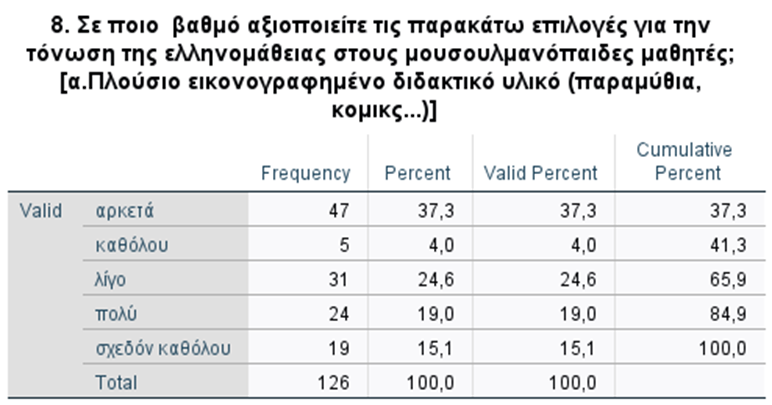 8. Σε ποιο βαθμό αξιοποιείτε τις παρακάτω επιλογές για την
τόνωση της ελληνομάθειας στους μουσουλμανόπαιδες μαθητές;
[α.Πλούσιο εικονογραφημένο διδακτικό υλικό (παραμύθια,
κομικς...)]
Frequency Percent Valid Percent Cumulative Percent
Valid αρκετά 47 37,3 37,3 37,3
καθόλου 5 4,0 4,0 41,3
λίγο 31 24,6 24,6 65,9
πολύ 24 19,0 19,0 84,9
σχεδόν καθόλου 19 15,1 15,1 100,0
Total 126 100,0 100,0